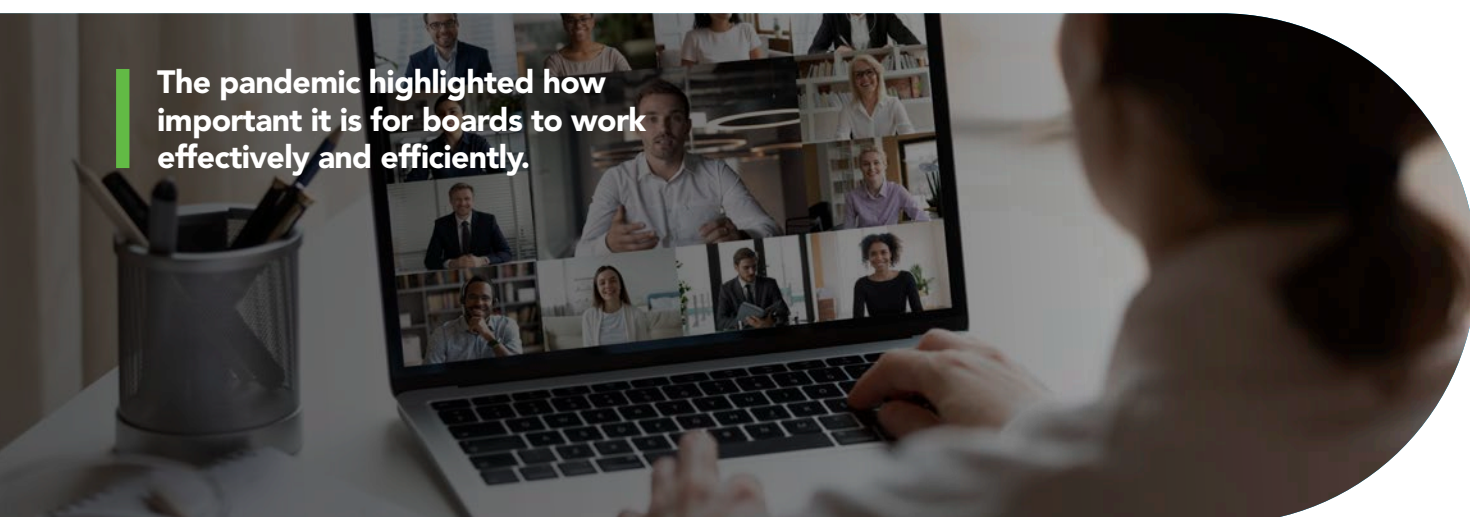 The pandemic highlighted how
important it is for boards to work
effectively and efficiently.